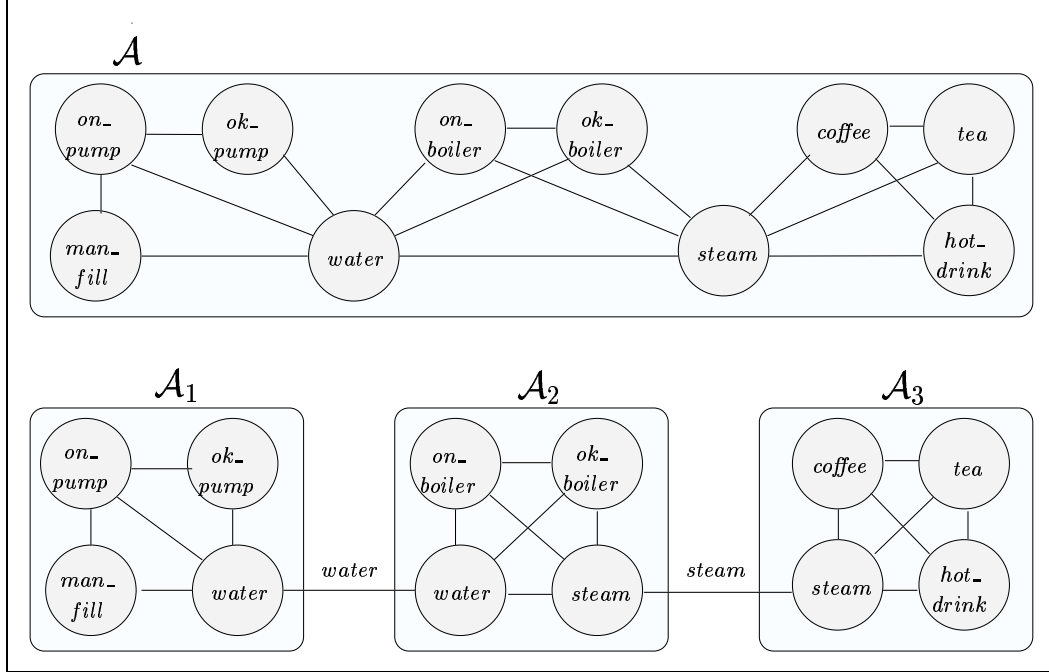 𝒜
on_
pump
ok_
pump
on_
boiler
ok_
boiler
coffee
tea
man_
fill
water
steam
hot_
drink
𝒜₁
𝒜₂
𝒜₃
on_
pump
ok_
pump
on_
boiler
ok_
boiler
coffee
tea
man_
fill
water
water
water
steam
steam
steam
hot_
drink